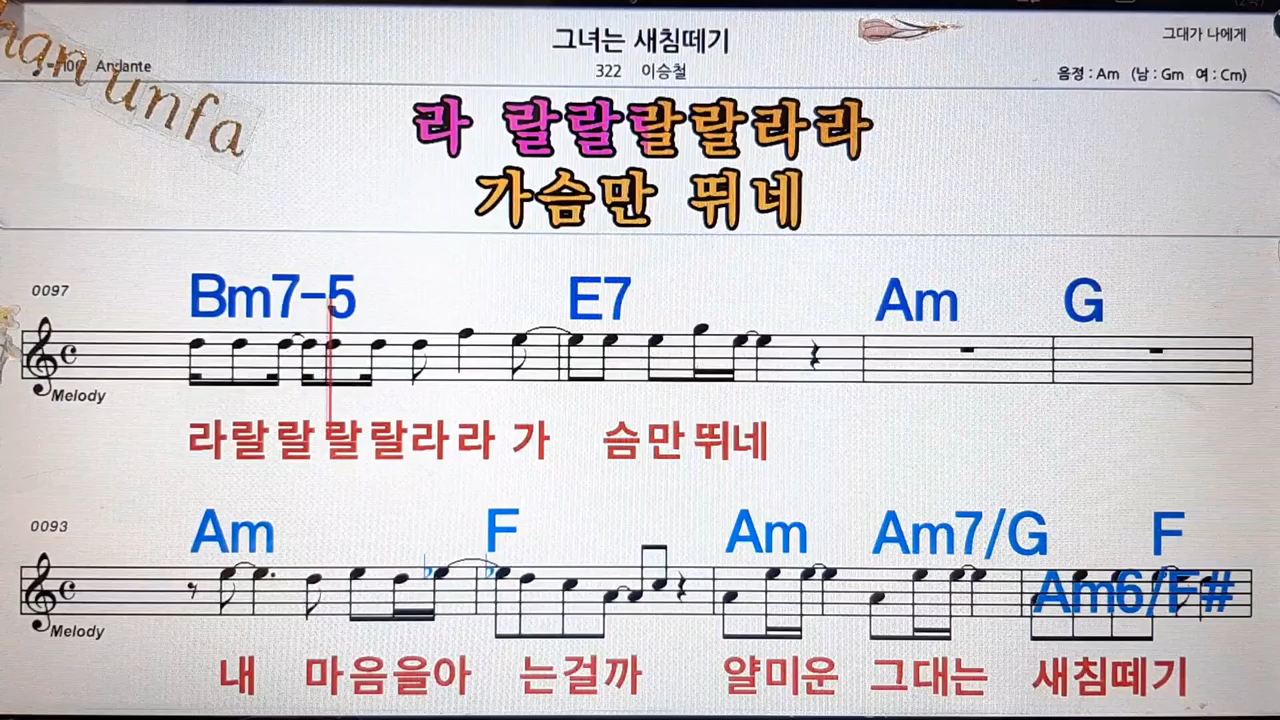 그녀는 새침떼기
그대가 나에게
322 이승철
♩=100 Andante
음정 : Am (남 : Gm 여 : Cm)
unfa
라 랄랄랄랄라라
가슴만 뛰네
0097
Bm7-5 E7 Am G
Melody
라랄랄랄랄라라 가 슴만뛰네
0093
Am F Am Am7/G F
Am6/F#
Melody
내 마음을아 는걸까 얄미운 그대는 새침떼기